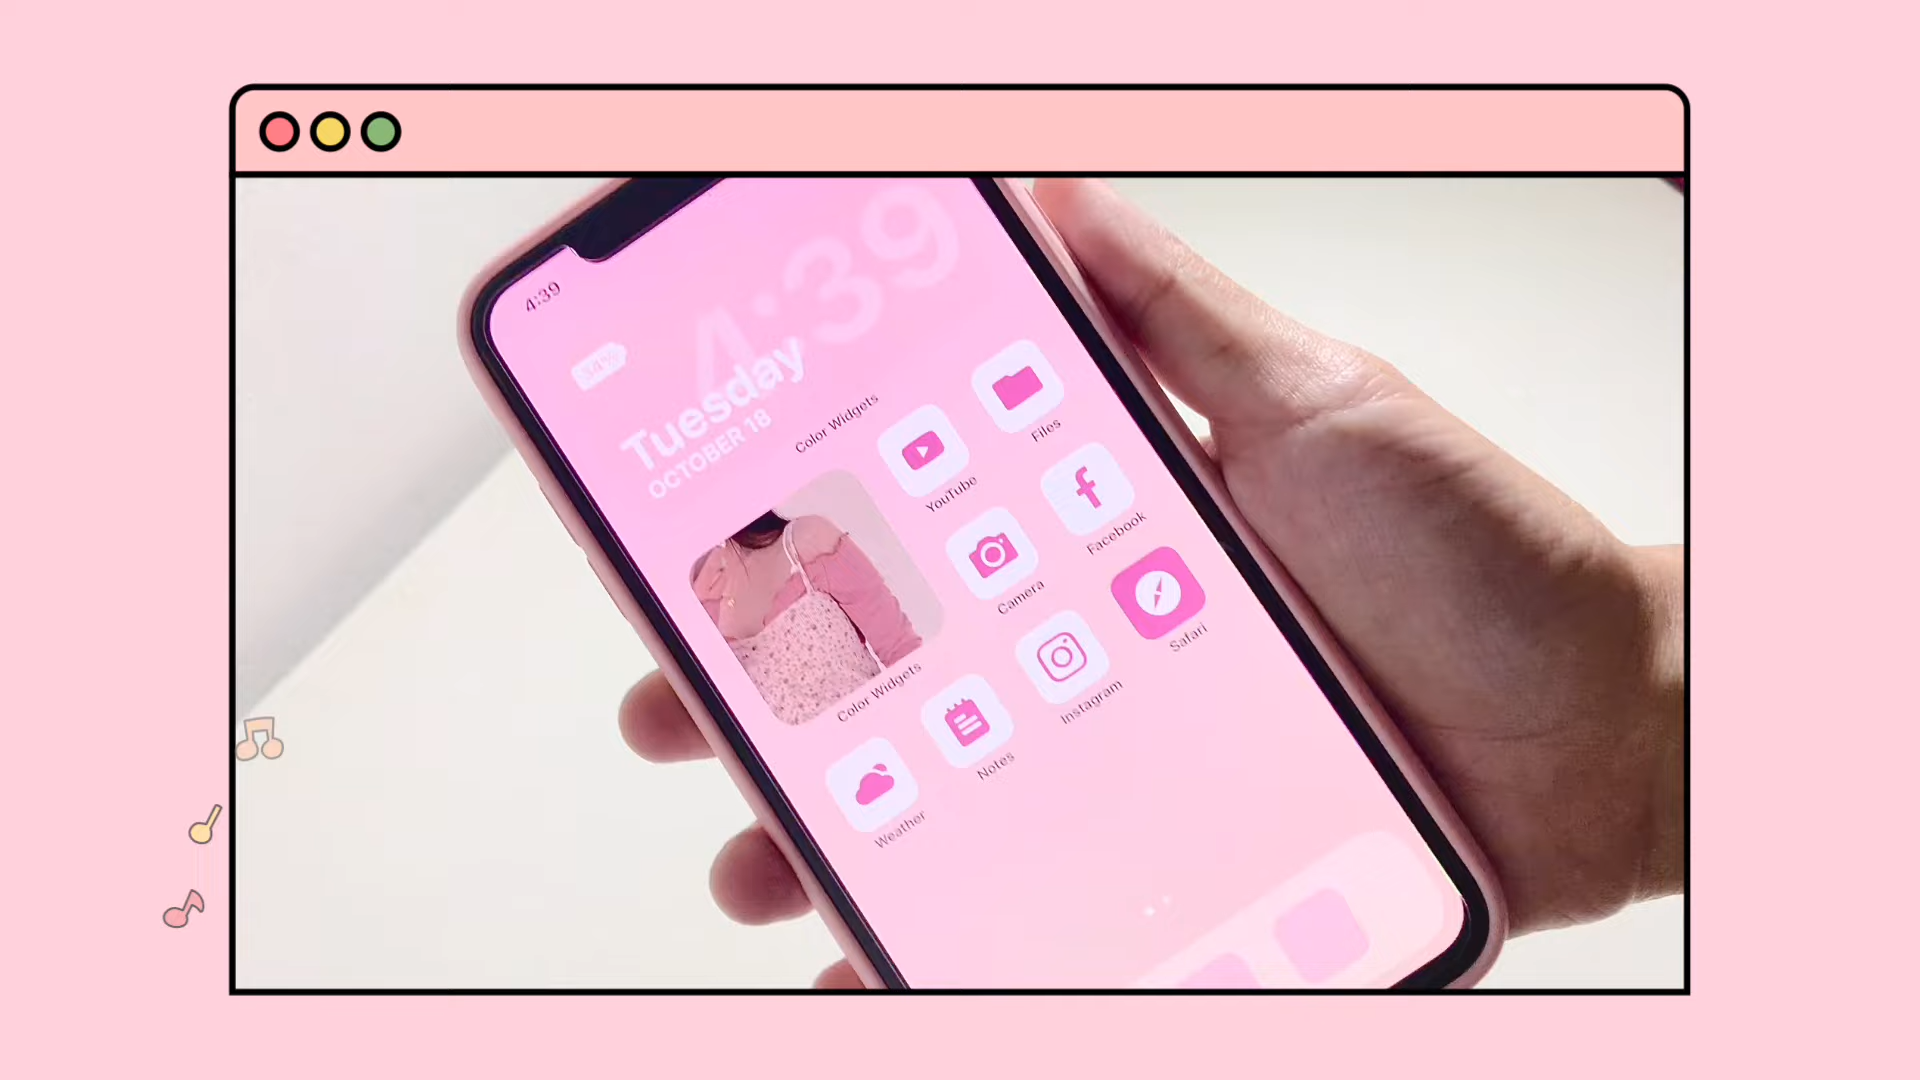 4:39
4:39
Tuesday
OCTOBER 18
Color Widgets
YouTube
Files
Camera
Facebook
Color Widgets
Weather
Notes
Instagram
Safari